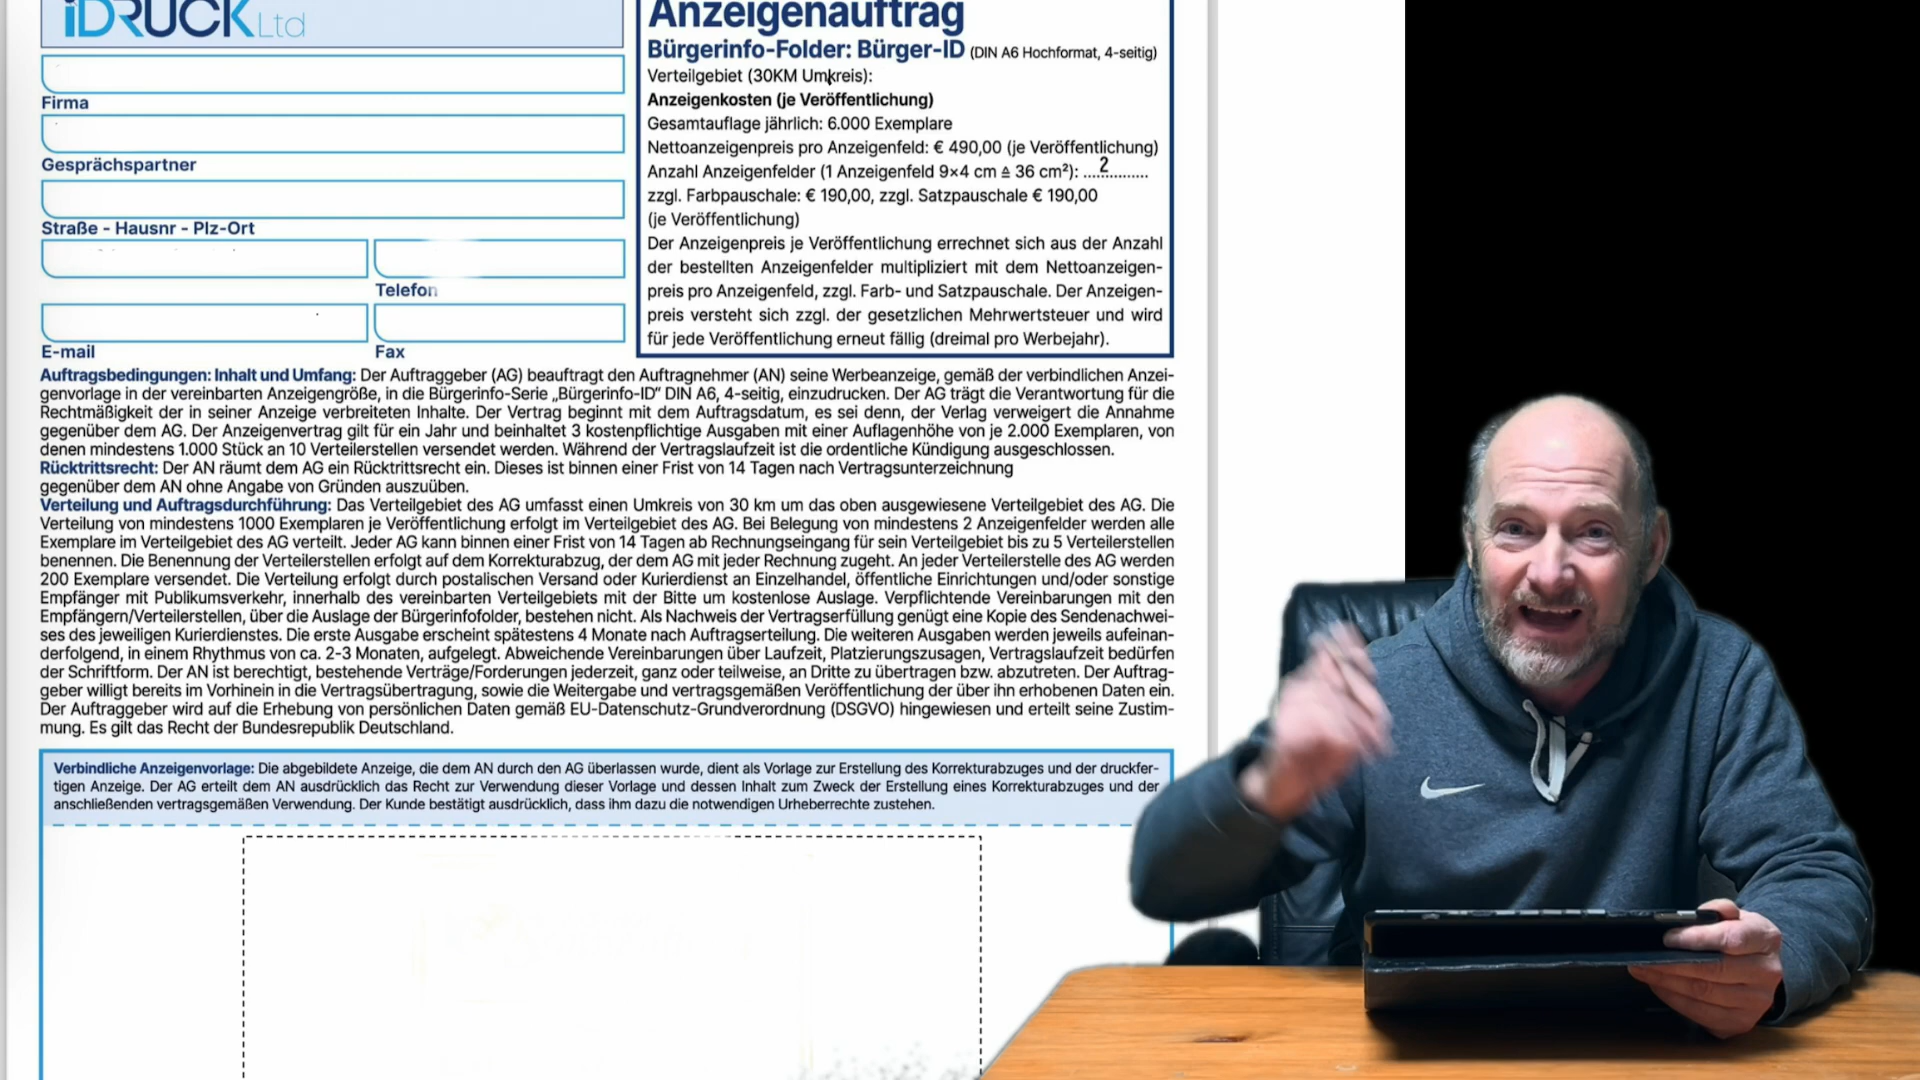 iDRUCK Ltd
Firma
Gesprächspartner
Straße - Hausnr - Plz-Ort
Telefon
E-mail
Fax
Anzeigenauftrag
Bürgerinfo-Folder: Bürger-ID (DIN A6 Hochformat, 4-seitig)
Verteilgebiet (30KM Umkreis):
Anzeigenkosten (je Veröffentlichung)
Gesamtauflage jährlich: 6.000 Exemplare
Nettoanzeigenpreis pro Anzeigenfeld: € 490,00 (je Veröffentlichung)
Anzahl Anzeigenfelder (1 Anzeigenfeld 9×4 cm ≙ 36 cm²): .....2...........
zzgl. Farbpauschale: € 190,00, zzgl. Satzpauschale € 190,00
(je Veröffentlichung)
Der Anzeigenpreis je Veröffentlichung errechnet sich aus der Anzahl
der bestellten Anzeigenfelder multipliziert mit dem Nettoanzeigen-
preis pro Anzeigenfeld, zzgl. Farb- und Satzpauschale. Der Anzeigen-
preis versteht sich zzgl. der gesetzlichen Mehrwertsteuer und wird
für jede Veröffentlichung erneut fällig (dreimal pro Werbejahr).
Auftragsbedingungen: Inhalt und Umfang: Der Auftraggeber (AG) beauftragt den Auftragnehmer (AN) seine Werbeanzeige, gemäß der verbindlichen Anzei-
genvorlage in der vereinbarten Anzeigengröße, in die Bürgerinfo-Serie „Bürgerinfo-ID" DIN A6, 4-seitig, einzudrucken. Der AG trägt die Verantwortung für die
Rechtmäßigkeit der in seiner Anzeige verbreiteten Inhalte. Der Vertrag beginnt mit dem Auftragsdatum, es sei denn, der Verlag verweigert die Annahme
gegenüber dem AG. Der Anzeigenvertrag gilt für ein Jahr und beinhaltet 3 kostenpflichtige Ausgaben mit einer Auflagenhöhe von je 2.000 Exemplaren, von
denen mindestens 1.000 Stück an 10 Verteilerstellen versendet werden. Während der Vertragslaufzeit ist die ordentliche Kündigung ausgeschlossen.
Rücktrittsrecht: Der AN räumt dem AG ein Rücktrittsrecht ein. Dieses ist binnen einer Frist von 14 Tagen nach Vertragsunterzeichnung
gegenüber dem AN ohne Angabe von Gründen auszuüben.
Verteilung und Auftragsdurchführung: Das Verteilgebiet des AG umfasst einen Umkreis von 30 km um das oben ausgewiesene Verteilgebiet des AG. Die
Verteilung von mindestens 1000 Exemplaren je Veröffentlichung erfolgt im Verteilgebiet des AG. Bei Belegung von mindestens 2 Anzeigenfelder werden alle
Exemplare im Verteilgebiet des AG verteilt. Jeder AG kann binnen einer Frist von 14 Tagen ab Rechnungseingang für sein Verteilgebiet bis zu 5 Verteilerstellen
benennen. Die Benennung der Verteilerstellen erfolgt auf dem Korrekturabzug, der dem AG mit jeder Rechnung zugeht. An jeder Verteilerstelle des AG werden
200 Exemplare versendet. Die Verteilung erfolgt durch postalischen Versand oder Kurierdienst an Einzelhandel, öffentliche Einrichtungen und/oder sonstige
Empfänger mit Publikumsverkehr, innerhalb des vereinbarten Verteilgebiets mit der Bitte um kostenlose Auslage. Verpflichtende Vereinbarungen mit den
Empfängern/Verteilerstellen, über die Auslage der Bürgerinfofolder, bestehen nicht. Als Nachweis der Vertragserfüllung genügt eine Kopie des Sendenachwei-
ses des jeweiligen Kurierdienstes. Die erste Ausgabe erscheint spätestens 4 Monate nach Auftragserteilung. Die weiteren Ausgaben werden jeweils aufeinan-
derfolgend, in einem Rhythmus von ca. 2-3 Monaten, aufgelegt. Abweichende Vereinbarungen über Laufzeit, Platzierungszusagen, Vertragslaufzeit bedürfen
der Schriftform. Der AN ist berechtigt, bestehende Verträge/Forderungen jederzeit, ganz oder teilweise, an Dritte zu übertragen bzw. abzutreten. Der Auftrag-
geber willigt bereits im Vorhinein in die Vertragsübertragung, sowie die Weitergabe und vertragsgemäßen Veröffentlichung der über ihn erhobenen Daten ein.
Der Auftraggeber wird auf die Erhebung von persönlichen Daten gemäß EU-Datenschutz-Grundverordnung (DSGVO) hingewiesen und erteilt seine Zustim-
mung. Es gilt das Recht der Bundesrepublik Deutschland.
Verbindliche Anzeigenvorlage: Die abgebildete Anzeige, die dem AN durch den AG überlassen wurde, dient als Vorlage zur Erstellung des Korrekturabzuges und der druckfer-
tigen Anzeige. Der AG erteilt dem AN ausdrücklich das Recht zur Verwendung dieser Vorlage und dessen Inhalt zum Zweck der Erstellung eines Korrekturabzuges und der
anschließenden vertragsgemäßen Verwendung. Der Kunde bestätigt ausdrücklich, dass ihm dazu die notwendigen Urheberrechte zustehen.